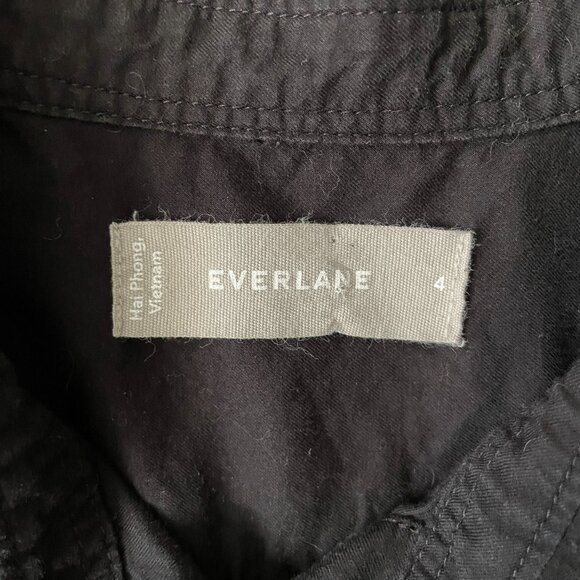 Hai Phong,
Vietnam
EVERLANE
4